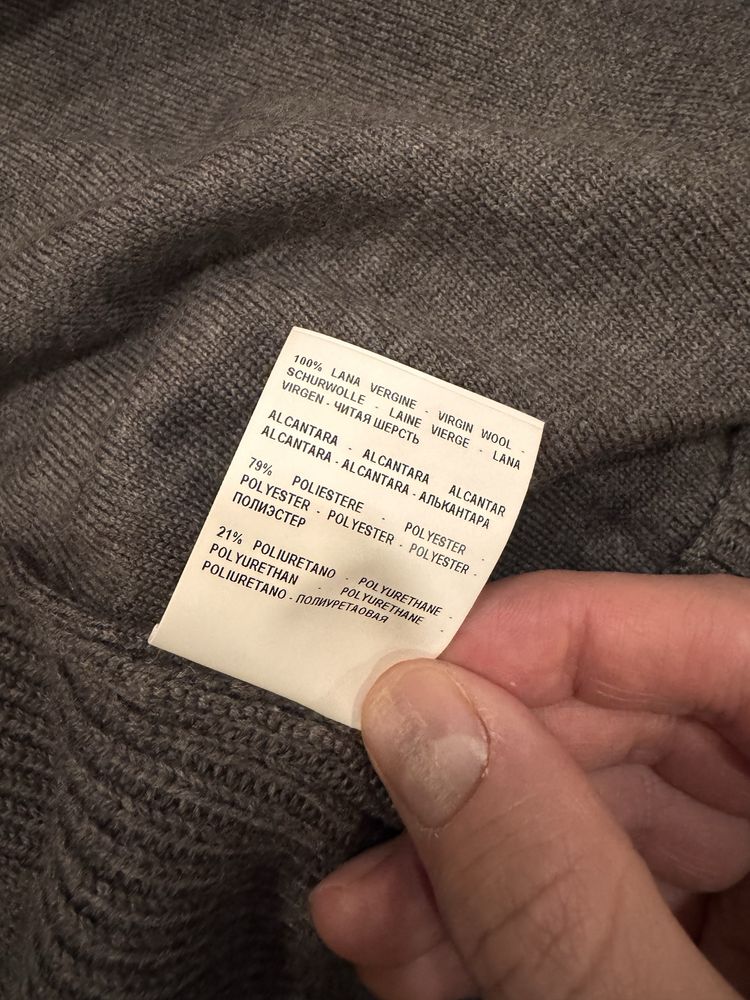 100% LANA VERGINE - VIRGIN WOOL -
SCHURWOLLE - LAINE VIERGE - LANA
VIRGEN - ЧИТАЯ ШЕРСТЬ
ALCANTARA - ALCANTARA ALCANTAR
ALCANTARA - ALCANTARA - АЛЬКАНТАРА
79% POLIESTERE - POLYESTER -
POLYESTER - POLYESTER - POLYESTER -
ПОЛИЭСТЕР
21% POLIURETANO - POLYURETHANE -
POLYURETHAN - POLYURETHANE -
POLIURETANO - ПОЛИУРЕТАОВАЯ